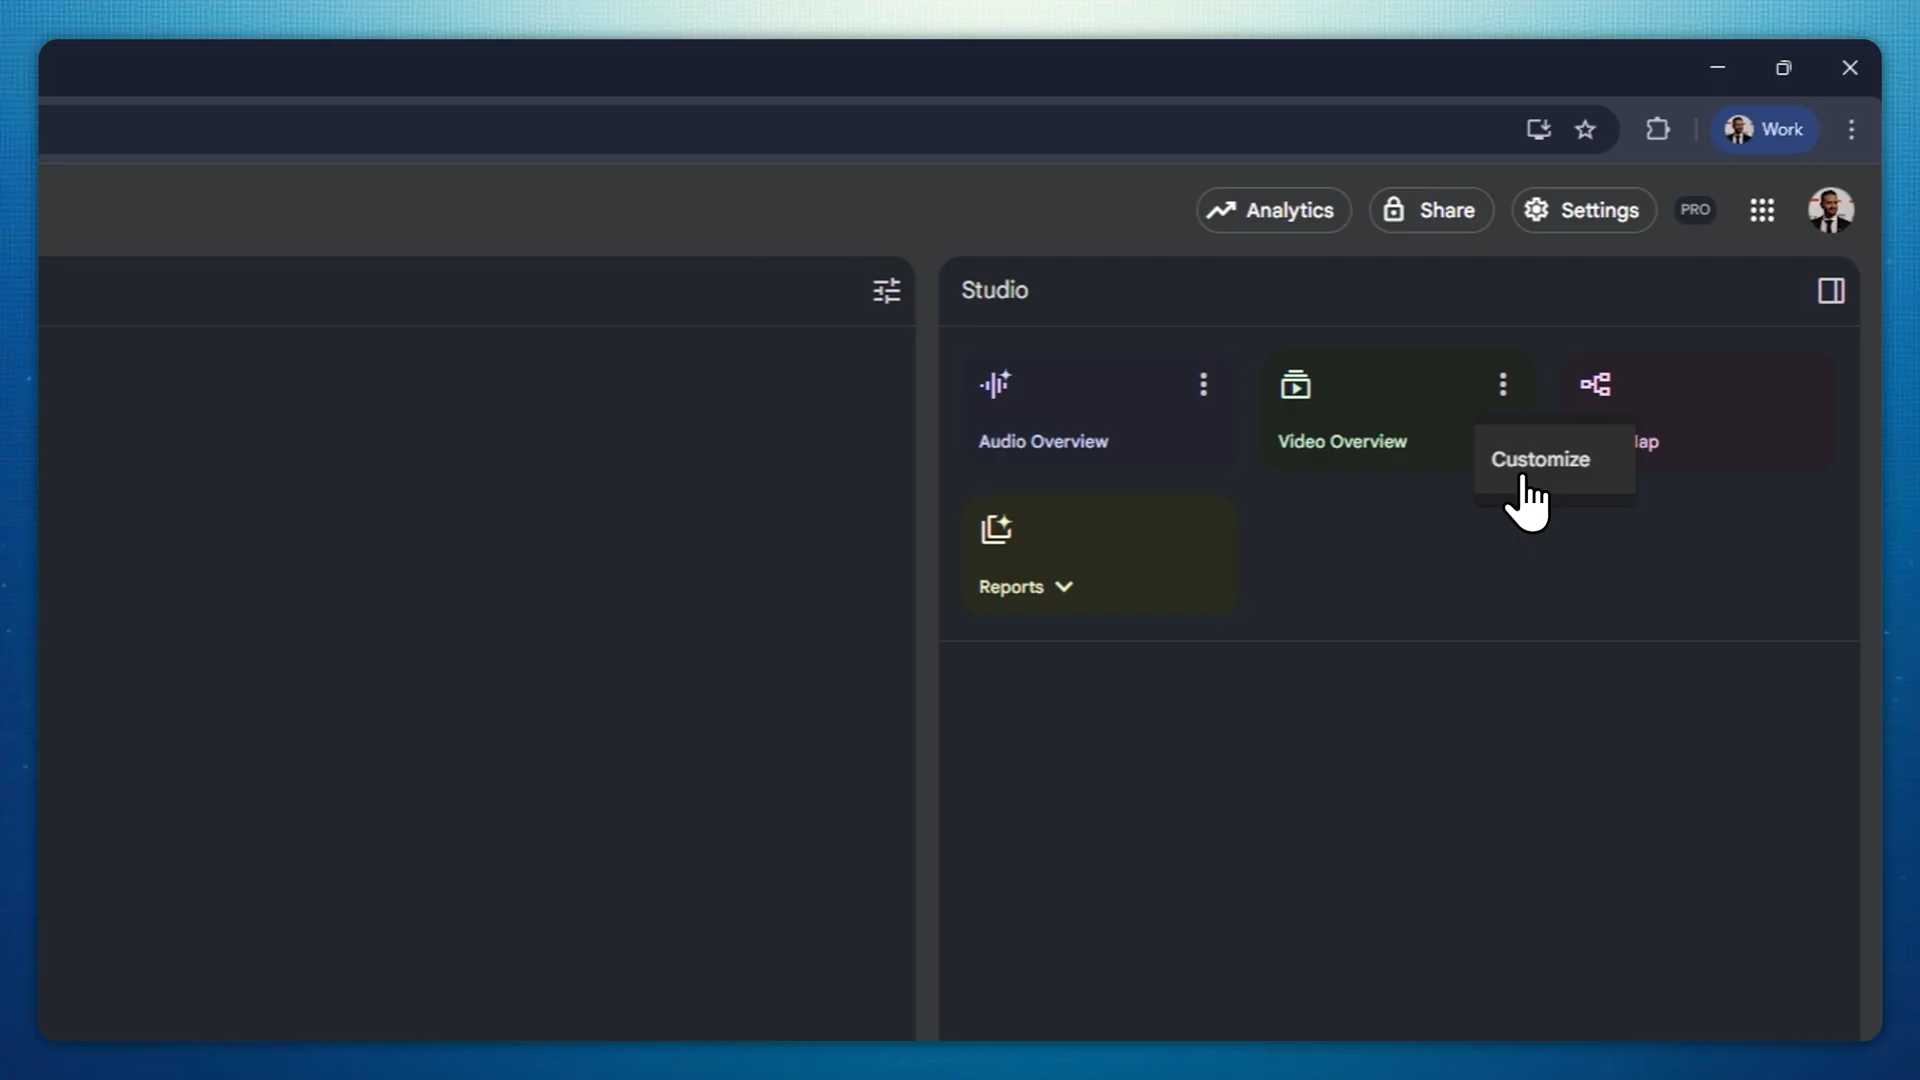 Work
Analytics
Share
Settings
PRO
Studio
Audio Overview
Video Overview
lap
Customize
Reports